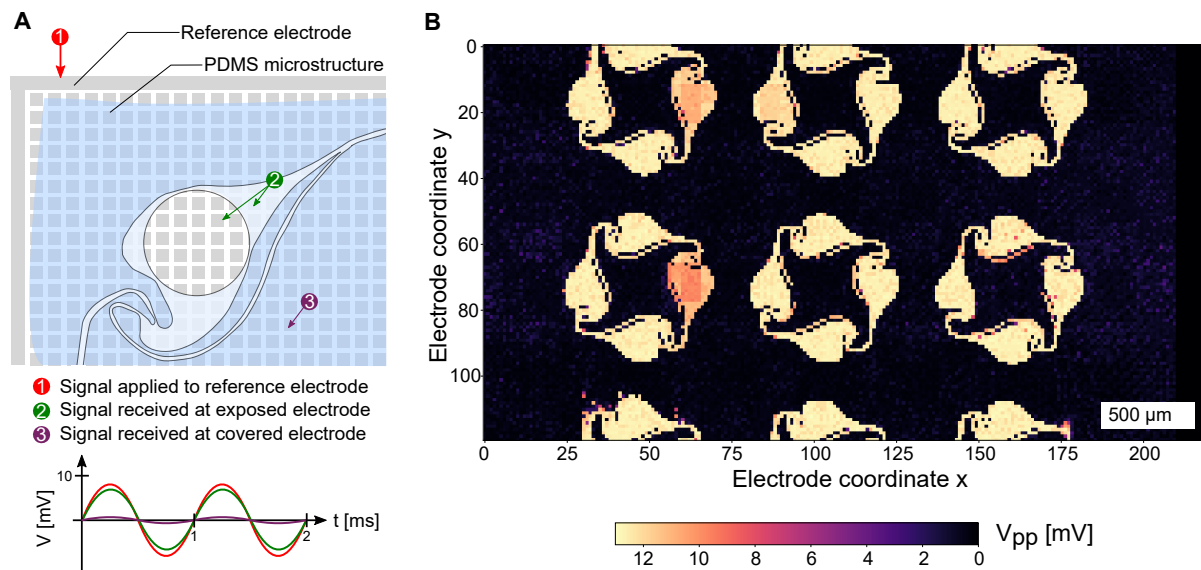 A
1
Reference electrode
PDMS microstructure
2
3
1 Signal applied to reference electrode
2 Signal received at exposed electrode
3 Signal received at covered electrode
10
V [mV]
1
2
t [ms]
B
0
20
40
60
80
100
Electrode coordinate y
500 µm
0 25 50 75 100 125 150 175 200
Electrode coordinate x
12 10 8 6 4 2 0
Vpp [mV]